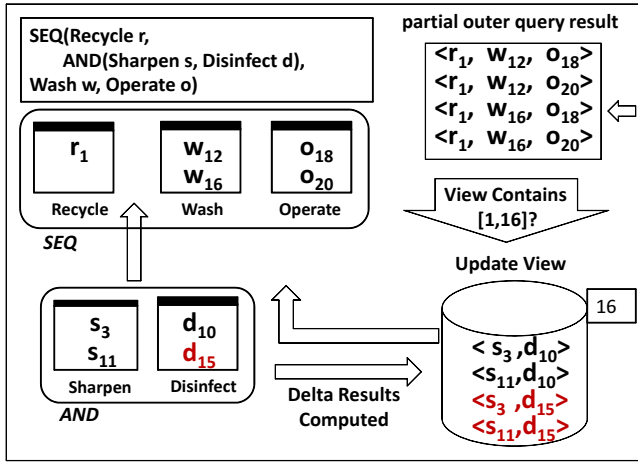 SEQ(Recycle r,
AND(Sharpen s, Disinfect d),
Wash w, Operate o)
partial outer query result
<r₁, w₁₂, o₁₈>
<r₁, w₁₂, o₂₀>
<r₁, w₁₆, o₁₈>
<r₁, w₁₆, o₂₀>
r₁
w₁₂
w₁₆
o₁₈
o₂₀
Recycle
Wash
Operate
SEQ
View Contains
[1,16]?
Update View
16
s₃
s₁₁
d₁₀
d₁₅
Sharpen
Disinfect
AND
Delta Results
Computed
< s₃ ,d₁₀>
<s₁₁,d₁₀>
<s₃ ,d₁₅>
<s₁₁,d₁₅>